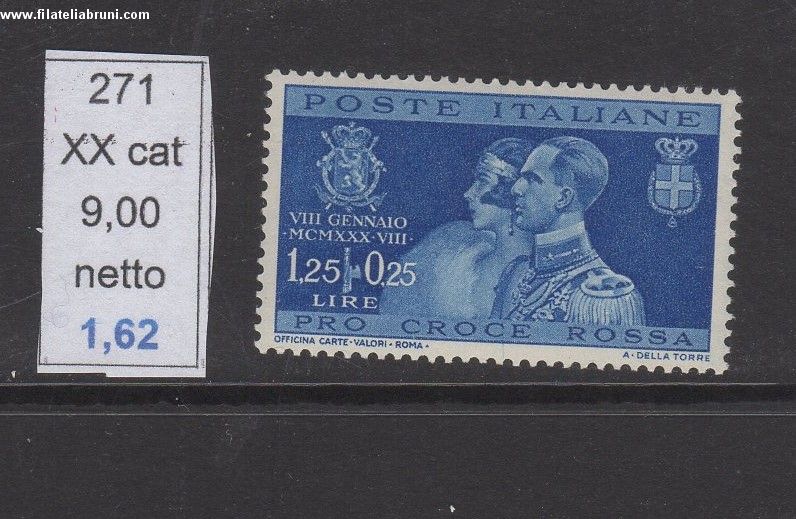 www.filateliabruni.com
271
XX cat
9,00
netto
1,62
POSTE ITALIANE
VIII GENNAIO
·MCMXXX·VIII·
1,25 0,25
LIRE
PRO CROCE ROSSA
OFFICINA CARTE-VALORI-ROMA-
A·DELLA TORRE